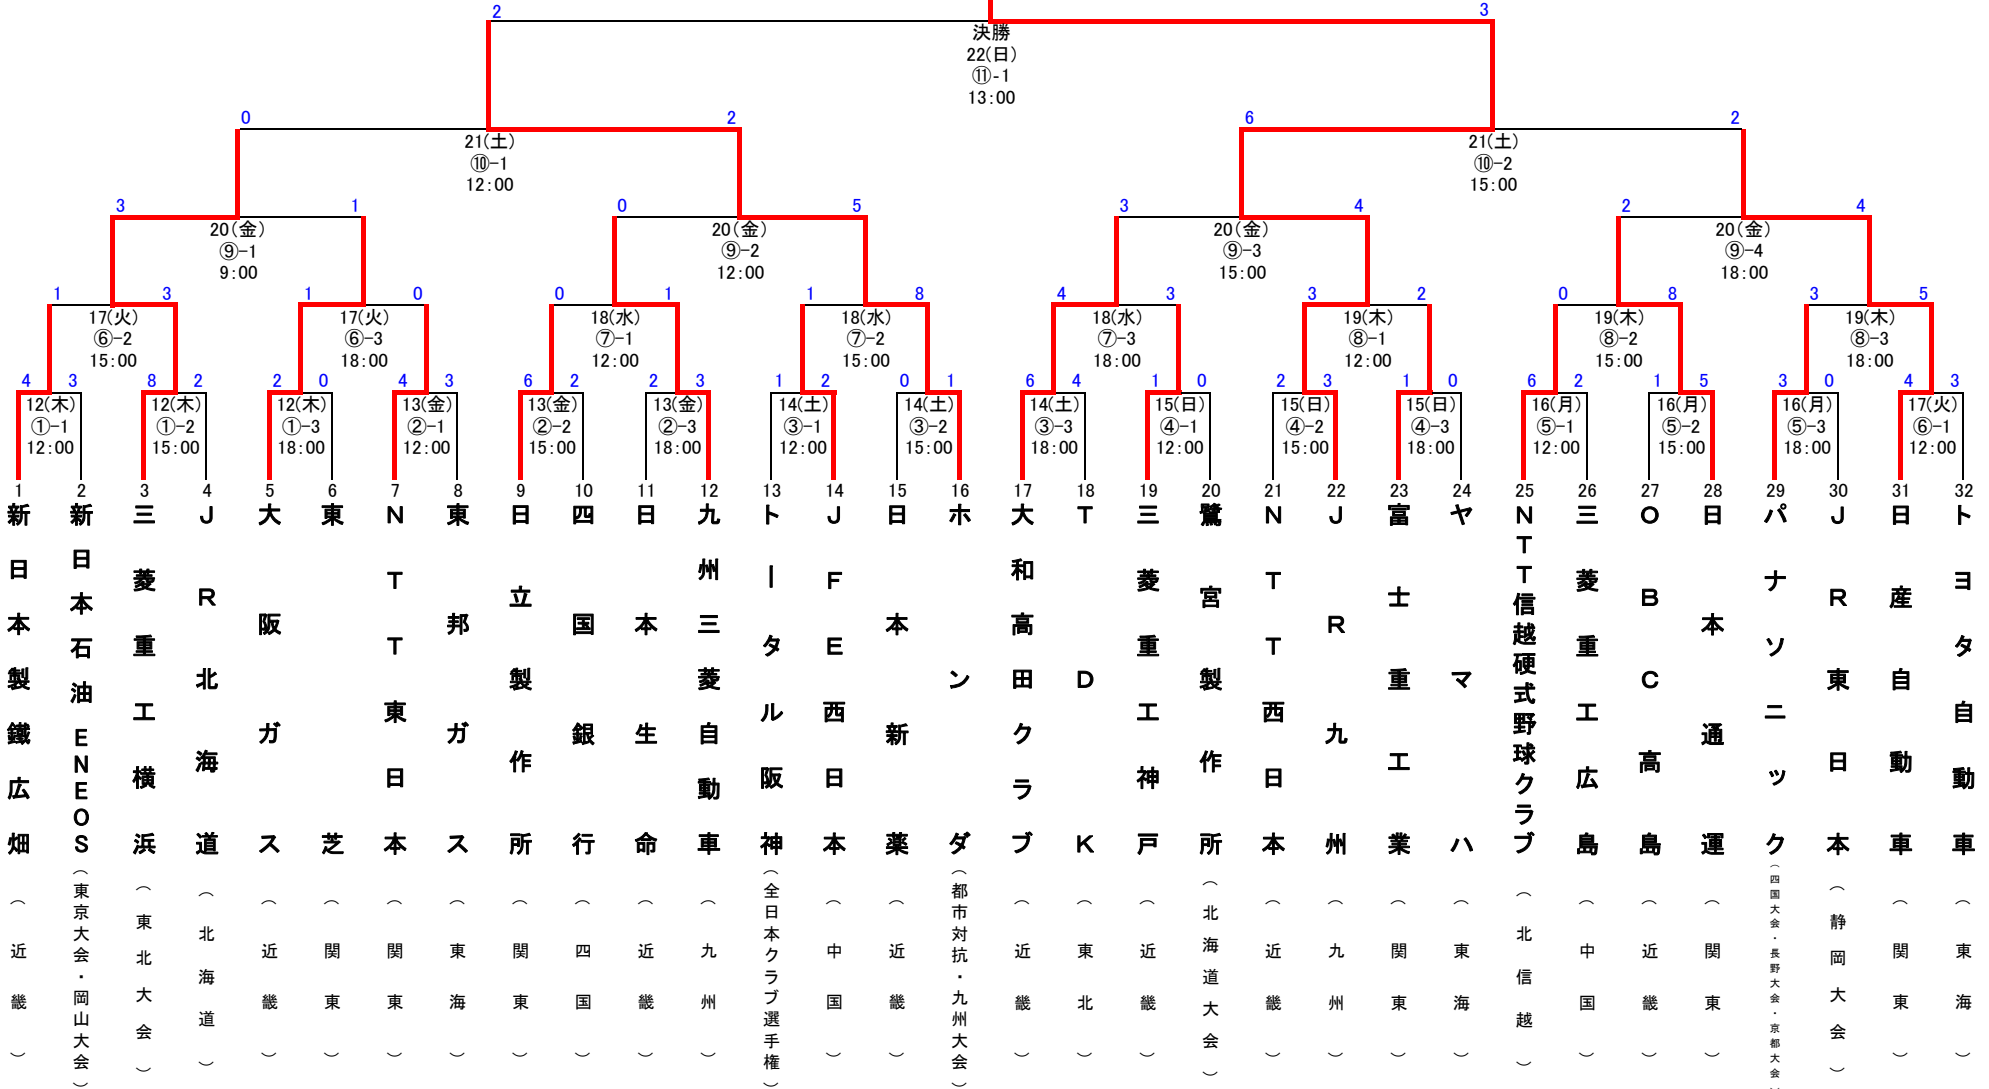 2 3
決勝
22(日)
⑪-1
13:00
0 2 6 2
21(土) 21(土)
⑩-1 ⑩-2
12:00 15:00
3 1 0 5 3 4 2 4
20(金) 20(金) 20(金) 20(金)
⑨-1 ⑨-2 ⑨-3 ⑨-4
9:00 12:00 15:00 18:00
1 3 1 0 0 1 1 8 4 3 3 2 0 8 3 5
17(火) 17(火) 18(水) 18(水) 18(水) 19(木) 19(木) 19(木)
⑥-2 ⑥-3 ⑦-1 ⑦-2 ⑦-3 ⑧-1 ⑧-2 ⑧-3
15:00 18:00 12:00 15:00 18:00 12:00 15:00 18:00
4 3 8 2 2 0 4 3 6 2 2 3 1 2 0 1 6 4 1 0 2 3 1 0 6 2 1 5 3 0 4 3
12(木) 12(木) 12(木) 13(金) 13(金) 13(金) 14(土) 14(土) 14(土) 15(日) 15(日) 15(日) 16(月) 16(月) 16(月) 17(火)
①-1 ①-2 ①-3 ②-1 ②-2 ②-3 ③-1 ③-2 ③-3 ④-1 ④-2 ④-3 ⑤-1 ⑤-2 ⑤-3 ⑥-1
12:00 15:00 18:00 12:00 15:00 18:00 12:00 15:00 18:00 12:00 15:00 18:00 12:00 15:00 18:00 12:00
1 2 3 4 5 6 7 8 9 10 11 12 13 14 15 16 17 18 19 20 21 22 23 24 25 26 27 28 29 30 31 32
新日本製鐵広畑（近畿）
新日本石油ENEOS（東京大会・岡山大会）
三菱重工横浜（東北大会）
JR北海道（北海道）
大阪ガス（近畿）
東芝（関東）
NTT東日本（関東）
東邦ガス（東海）
日立製作所（関東）
四国銀行（四国）
日本生命（近畿）
九州三菱自動車（九州）
トータル阪神（全日本クラブ選手権）
JFE西日本（中国）
日本新薬（近畿）
ホンダ（都市対抗・九州大会）
大和高田クラブ（近畿）
TDK（東北）
三菱重工神戸（近畿）
鷺宮製作所（北海道大会）
NTT西日本（近畿）
JR九州（九州）
富士重工業（関東）
ヤマハ（東海）
NTT信越硬式野球クラブ（北信越）
三菱重工広島（中国）
OBC高島（近畿）
日本通運（関東）
パナソニック（四国大会・長野大会・京都大会）
JR東日本（静岡大会）
日産自動車（関東）
トヨタ自動車（東海）